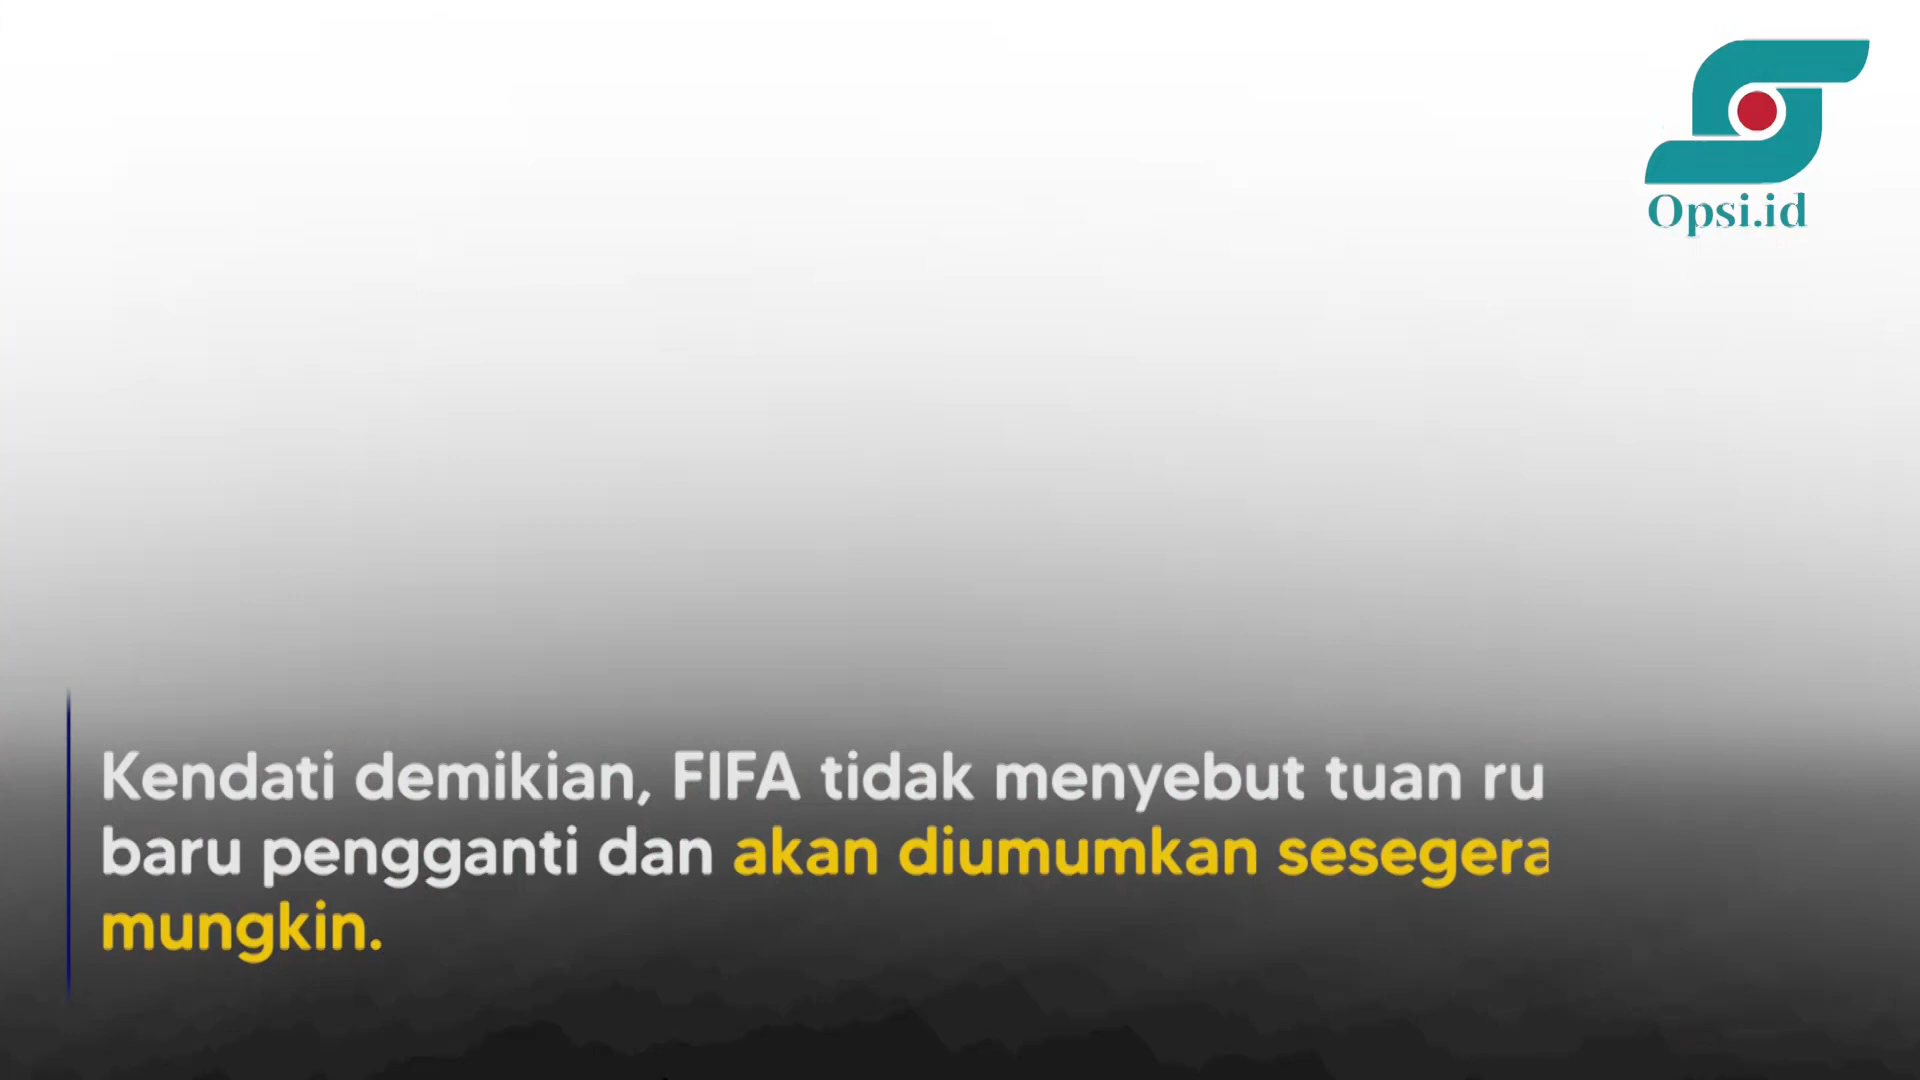 Opsi.id
Kendati demikian, FIFA tidak menyebut tuan ru
baru pengganti dan akan diumumkan sesegera
mungkin.